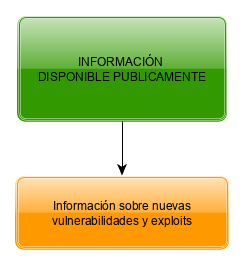 INFORMACIÓN
DISPONIBLE PUBLICAMENTE
Información sobre nuevas
vulnerabilidades y exploits